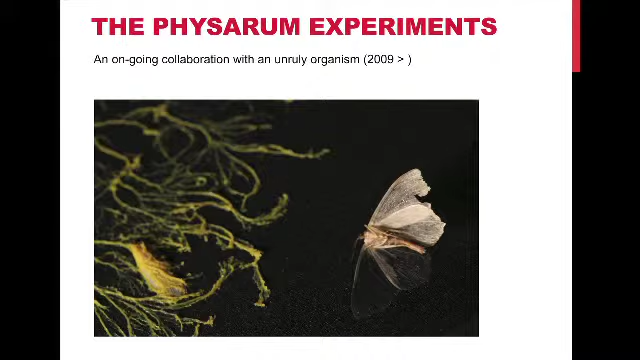 THE PHYSARUM EXPERIMENTS
An on-going collaboration with an unruly organism (2009 > )